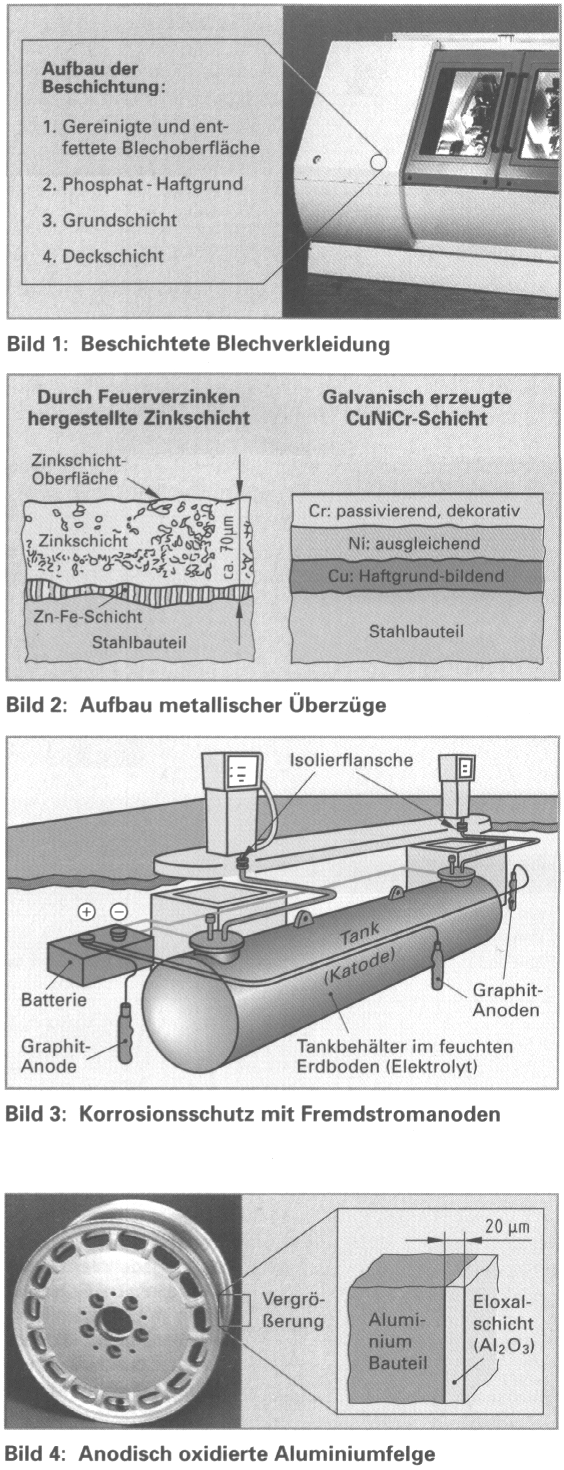 Aufbau der
Beschichtung:
1. Gereinigte und ent-
fettete Blechoberfläche
2. Phosphat - Haftgrund
3. Grundschicht
4. Deckschicht
Bild 1: Beschichtete Blechverkleidung
Durch Feuerverzinken
hergestellte Zinkschicht
Zinkschicht-
Oberfläche
Zinkschicht
ca. 70µm
Zn-Fe-Schicht
Stahlbauteil
Galvanisch erzeugte
CuNiCr-Schicht
Cr: passivierend, dekorativ
Ni: ausgleichend
Cu: Haftgrund-bildend
Stahlbauteil
Bild 2: Aufbau metallischer Überzüge
Isolierflansche
+ −
Batterie
Graphit-
Anode
Tank
(Katode)
Graphit-
Anoden
Tankbehälter im feuchten
Erdboden (Elektrolyt)
Bild 3: Korrosionsschutz mit Fremdstromanoden
Vergrö-
ßerung
20 µm
Alumi-
nium
Bauteil
Eloxal-
schicht
(Al₂O₃)
Bild 4: Anodisch oxidierte Aluminiumfelge